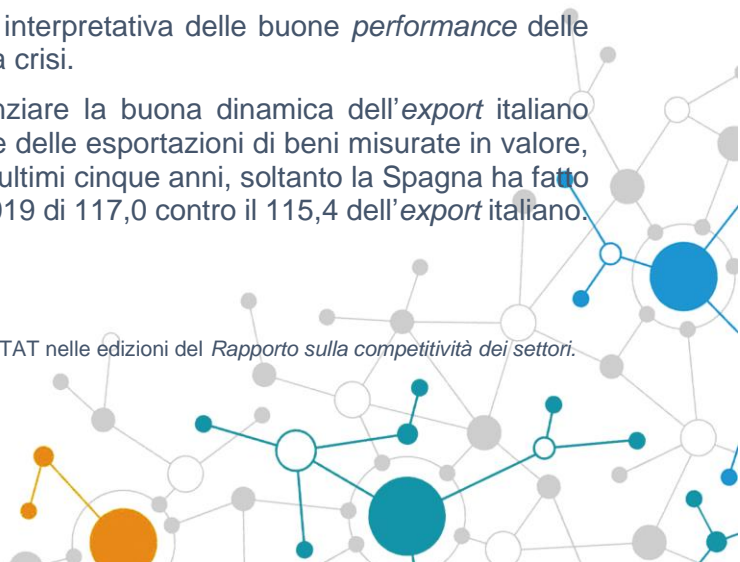 interpretativa delle buone performance delle
a crisi.
nziare la buona dinamica dell'export italiano
e delle esportazioni di beni misurate in valore,
ultimi cinque anni, soltanto la Spagna ha fatto
019 di 117,0 contro il 115,4 dell'export italiano.
TAT nelle edizioni del Rapporto sulla competitività dei settori.